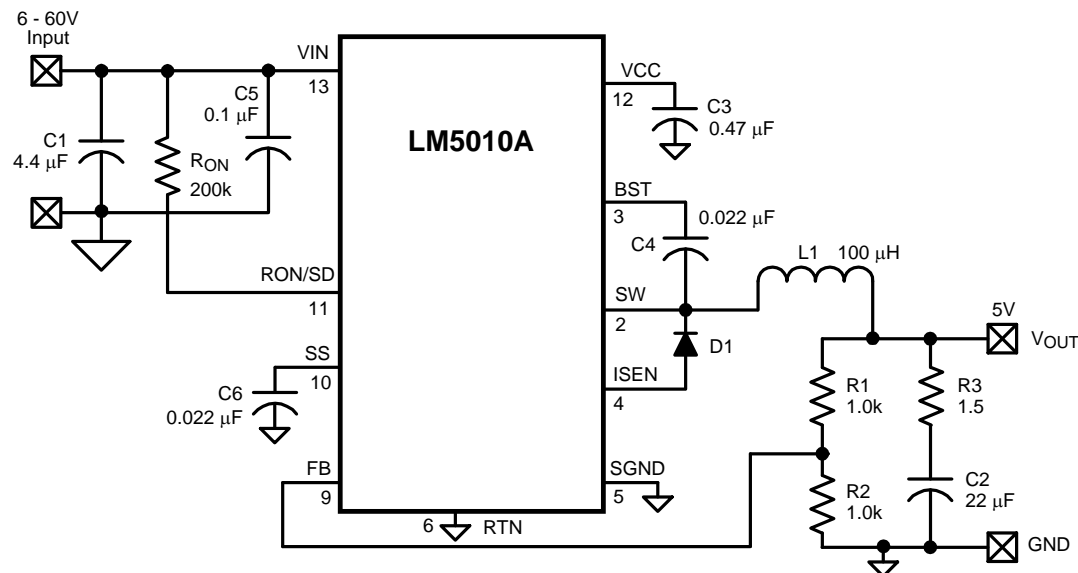 6 - 60V
Input
VIN
13
C5
0.1 μF
C1
4.4 μF
RON
200k
RON/SD
11
SS
10
C6
0.022 μF
FB
9
LM5010A
6
RTN
VCC
12
C3
0.47 μF
BST
3
0.022 μF
C4
L1 100 μH
SW
2
D1
ISEN
4
SGND
5
5V
VOUT
R1
1.0k
R3
1.5
R2
1.0k
C2
22 μF
GND